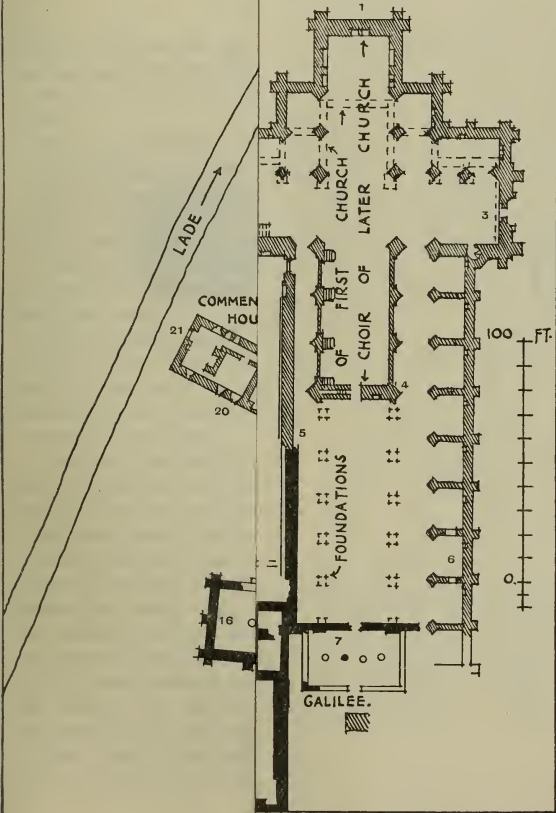 1
LADE
FOUNDATIONS OF FIRST CHURCH
CHOIR OF LATER CHURCH
3
COMMEN
HOU
21
20
100 FT.
4
5
6
0.
16
7
GALILEE.